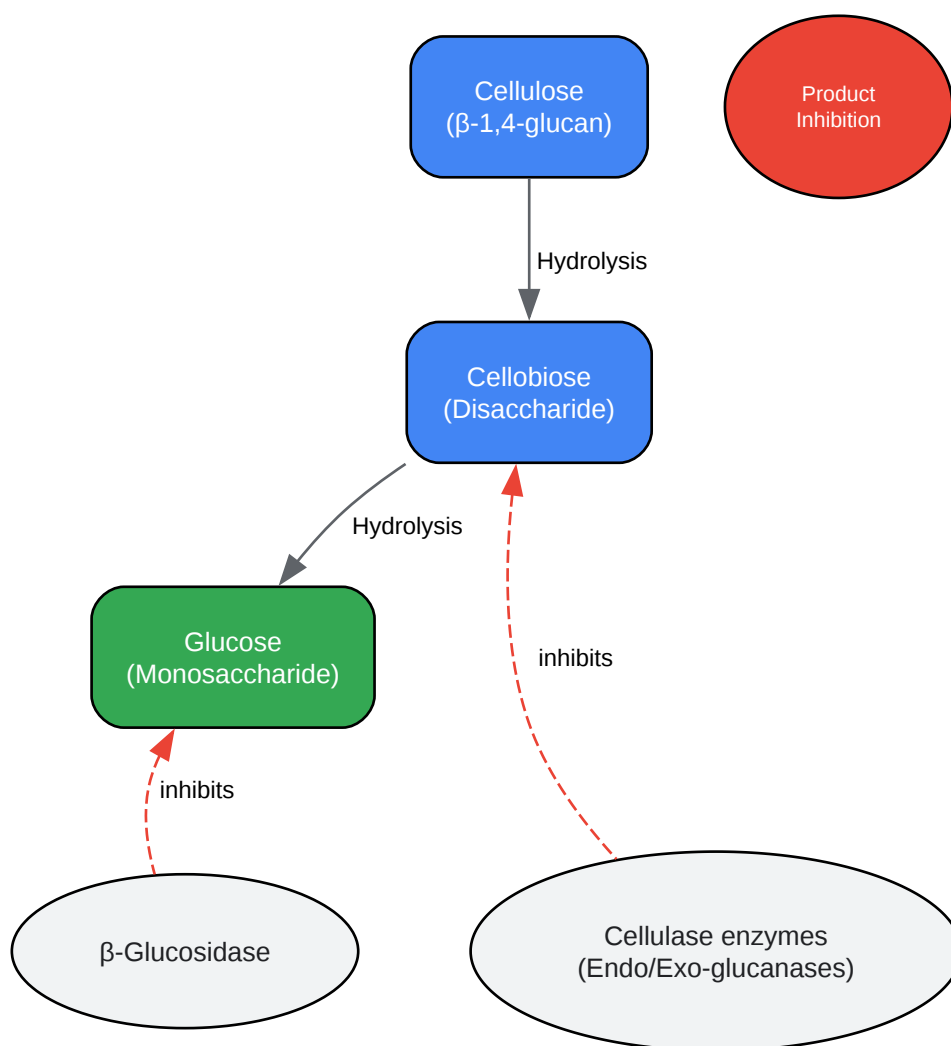 Cellulose
(β-1,4-glucan)
Product
Inhibition
Hydrolysis
Cellobiose
(Disaccharide)
Hydrolysis
Glucose
(Monosaccharide)
inhibits
inhibits
β-Glucosidase
Cellulase enzymes
(Endo/Exo-glucanases)